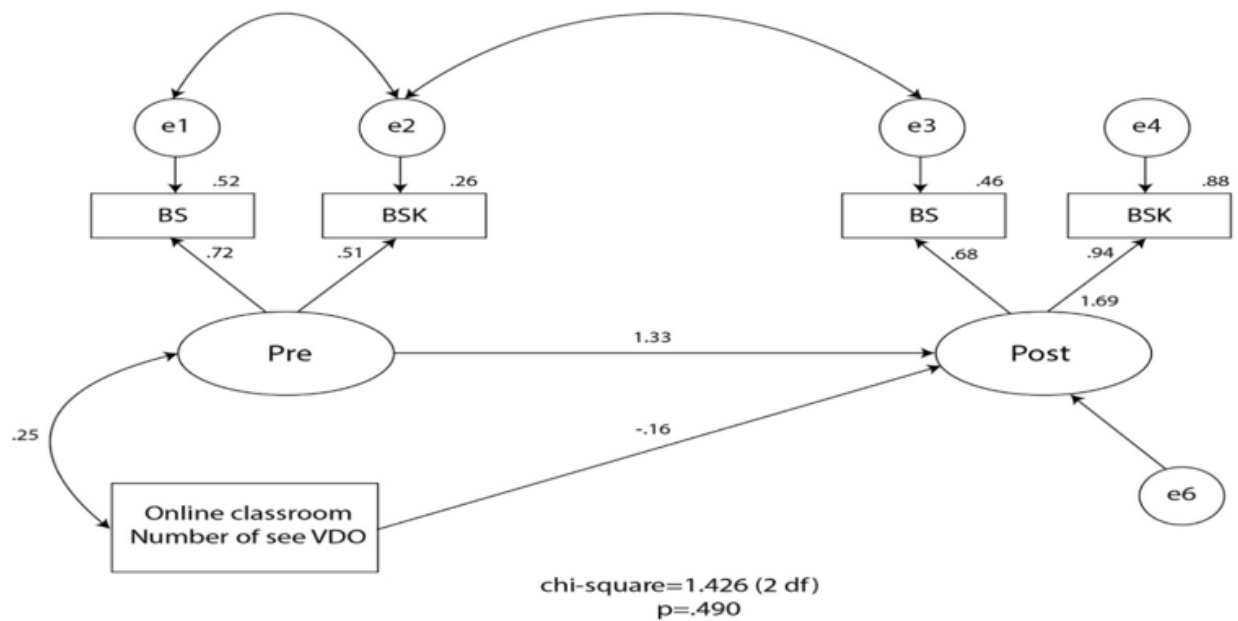 e1
e2
e3
e4
.52
.26
.46
.88
BS
BSK
BS
BSK
.72
.51
.68
.94
1.69
Pre
1.33
Post
.25
-.16
Online classroom
Number of see VDO
e6
chi-square=1.426 (2 df)
p=.490